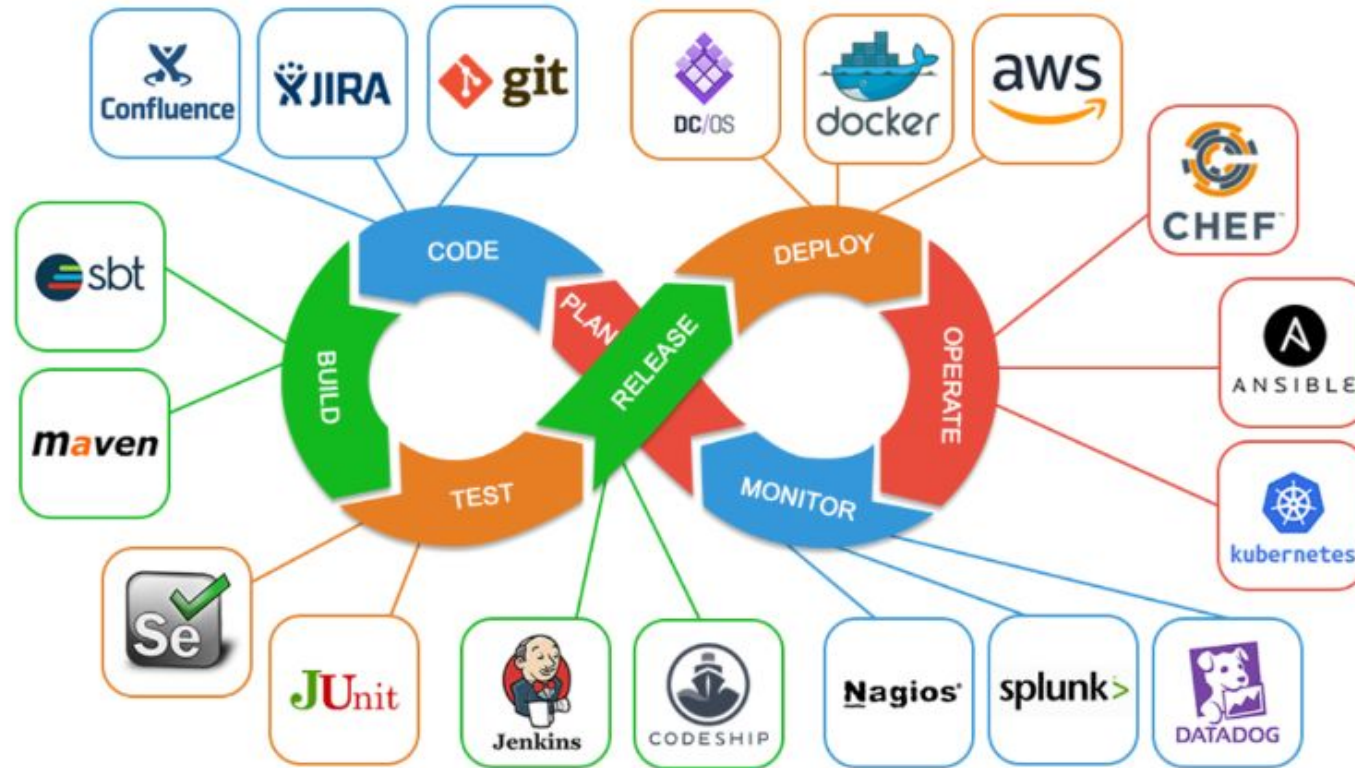 Confluence
JIRA
git
DC/OS
docker
aws
CHEF™
sbt
CODE
DEPLOY
PLAN
RELEASE
BUILD
OPERATE
ANSIBLE
maven
TEST
MONITOR
kubernetes
Se
JUnit
Jenkins
CODESHIP
Nagios®
splunk>
DATADOG